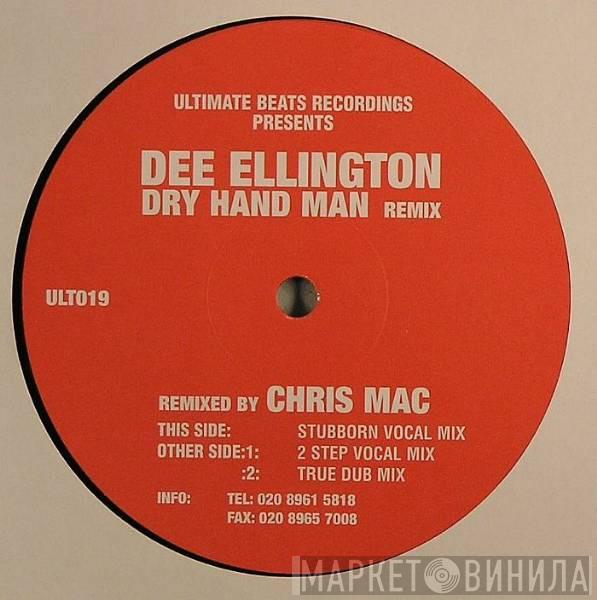 ULTIMATE BEATS RECORDINGS
PRESENTS
DEE ELLINGTON
DRY HAND MAN REMIX
ULT019
REMIXED BY CHRIS MAC
THIS SIDE: STUBBORN VOCAL MIX
OTHER SIDE:1: 2 STEP VOCAL MIX
:2: TRUE DUB MIX
INFO: TEL: 020 8961 5818
FAX: 020 8965 7008
МАРКЕТ ВИНИЛА